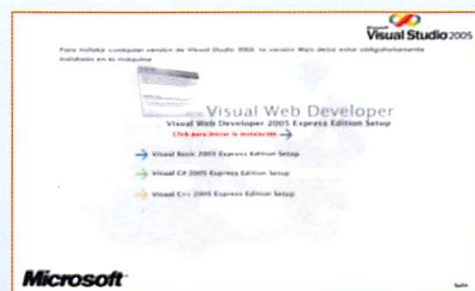 Microsoft
Visual Studio 2005
Para instalar cualquier versión de Visual Studio 2005, la versión Web debe estar obligatoriamente
instalada en la máquina
Visual Web Developer
Visual Web Developer 2005 Express Edition Setup
Click para iniciar la instalación
Visual Basic 2005 Express Edition Setup
Visual C# 2005 Express Edition Setup
Visual C++ 2005 Express Edition Setup
Microsoft
Salir